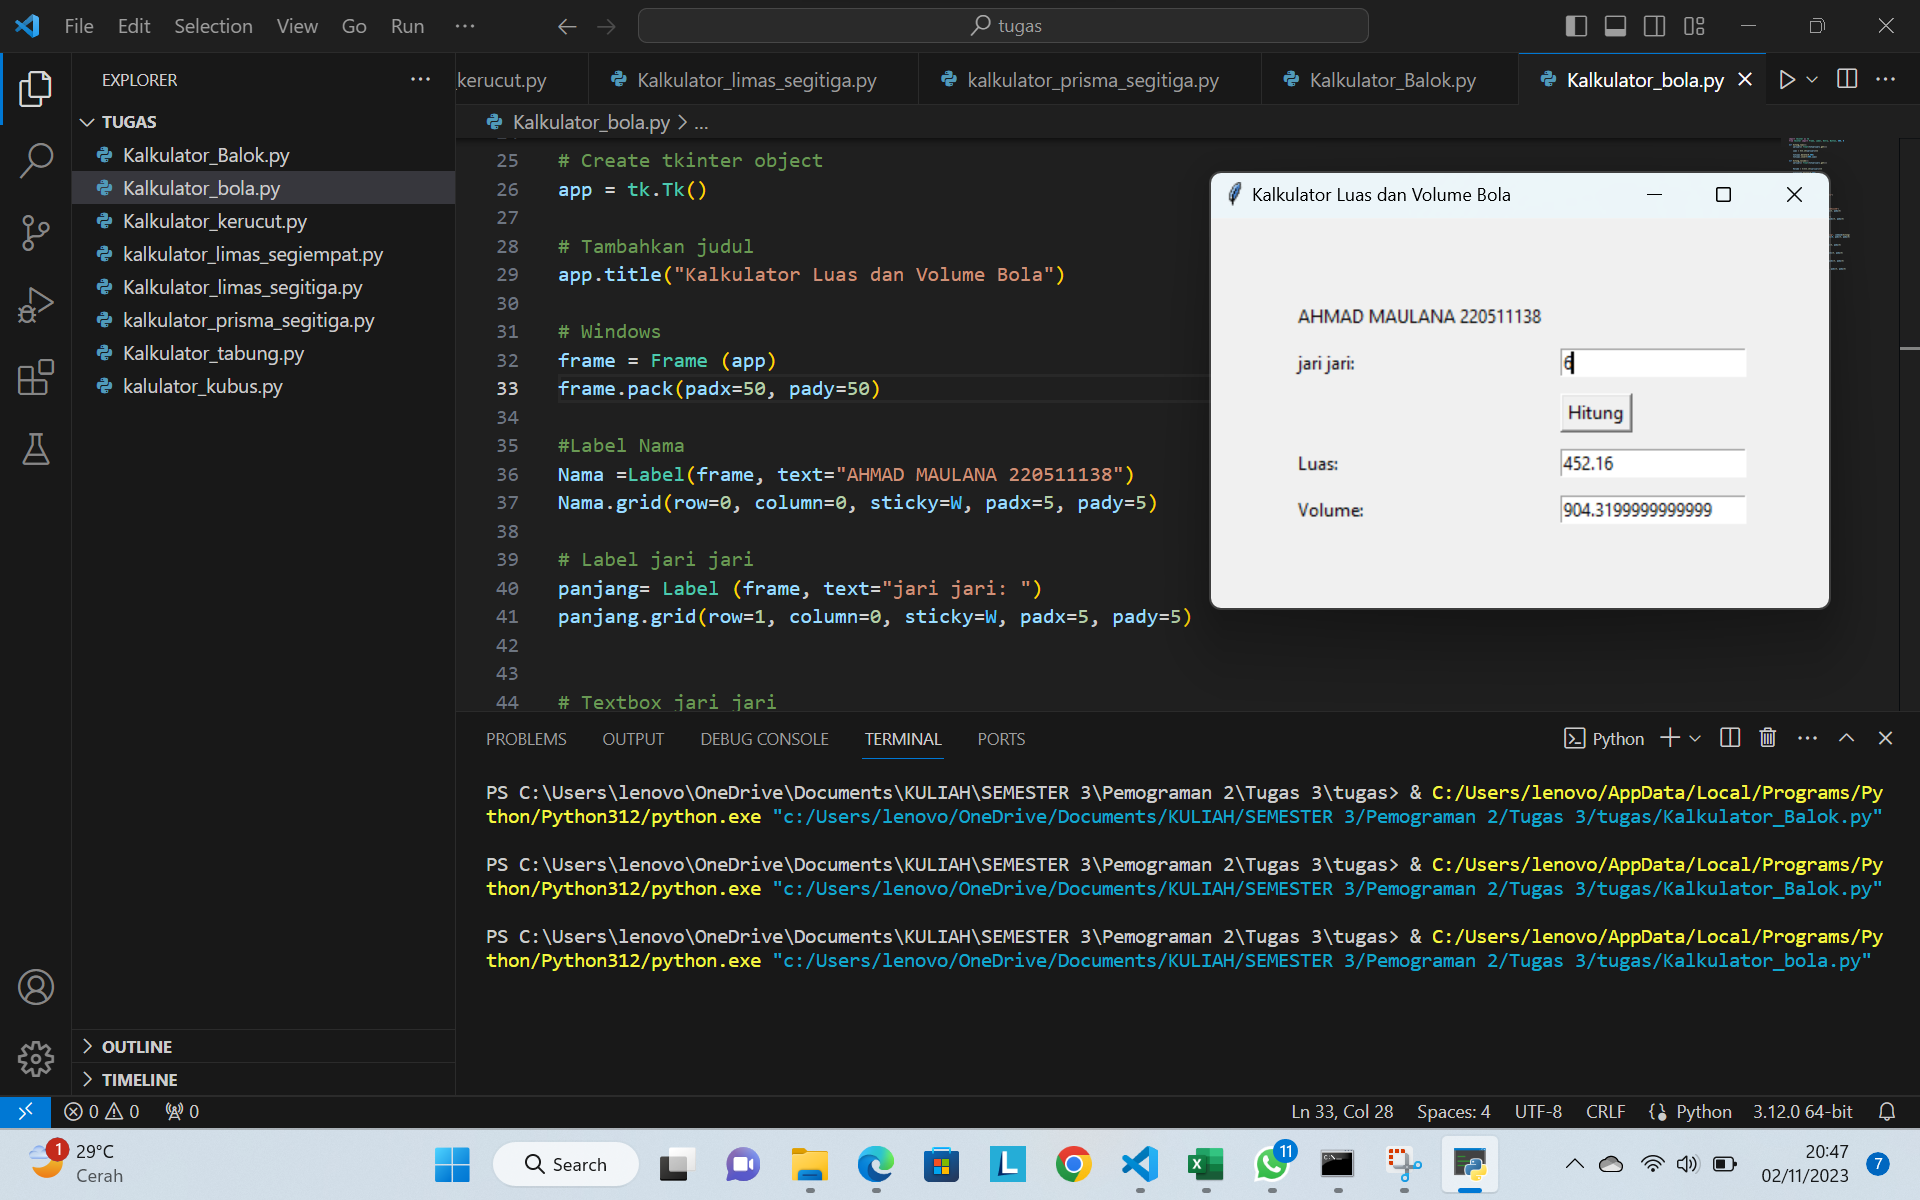 File Edit Selection View Go Run ···
tugas
EXPLORER ···
kerucut.py Kalkulator_limas_segitiga.py kalkulator_prisma_segitiga.py Kalkulator_Balok.py Kalkulator_bola.py
Kalkulator_bola.py > ...
TUGAS
Kalkulator_Balok.py
Kalkulator_bola.py
Kalkulator_kerucut.py
kalkulator_limas_segiempat.py
Kalkulator_limas_segitiga.py
kalkulator_prisma_segitiga.py
Kalkulator_tabung.py
kalulator_kubus.py
OUTLINE
TIMELINE
25 # Create tkinter object
26 app = tk.Tk()
27
28 # Tambahkan judul
29 app.title("Kalkulator Luas dan Volume Bola")
30
31 # Windows
32 frame = Frame (app)
33 frame.pack(padx=50, pady=50)
34
35 #Label Nama
36 Nama =Label(frame, text="AHMAD MAULANA 220511138")
37 Nama.grid(row=0, column=0, sticky=W, padx=5, pady=5)
38
39 # Label jari jari
40 panjang= Label (frame, text="jari jari: ")
41 panjang.grid(row=1, column=0, sticky=W, padx=5, pady=5)
42
43
44 # Textbox jari jari
Kalkulator Luas dan Volume Bola
AHMAD MAULANA 220511138
jari jari: 6
Hitung
Luas: 452.16
Volume: 904.3199999999999
PROBLEMS OUTPUT DEBUG CONSOLE TERMINAL PORTS
Python
PS C:\Users\lenovo\OneDrive\Documents\KULIAH\SEMESTER 3\Pemograman 2\Tugas 3\tugas> & C:/Users/lenovo/AppData/Local/Programs/Py
thon/Python312/python.exe "c:/Users/lenovo/OneDrive/Documents/KULIAH/SEMESTER 3/Pemograman 2/Tugas 3/tugas/Kalkulator_Balok.py"
PS C:\Users\lenovo\OneDrive\Documents\KULIAH\SEMESTER 3\Pemograman 2\Tugas 3\tugas> & C:/Users/lenovo/AppData/Local/Programs/Py
thon/Python312/python.exe "c:/Users/lenovo/OneDrive/Documents/KULIAH/SEMESTER 3/Pemograman 2/Tugas 3/tugas/Kalkulator_Balok.py"
PS C:\Users\lenovo\OneDrive\Documents\KULIAH\SEMESTER 3\Pemograman 2\Tugas 3\tugas> & C:/Users/lenovo/AppData/Local/Programs/Py
thon/Python312/python.exe "c:/Users/lenovo/OneDrive/Documents/KULIAH/SEMESTER 3/Pemograman 2/Tugas 3/tugas/Kalkulator_bola.py"
0 0 0
Ln 33, Col 28 Spaces: 4 UTF-8 CRLF Python 3.12.0 64-bit
1 29°C
Cerah
Search
L
11
20:47
02/11/2023
7